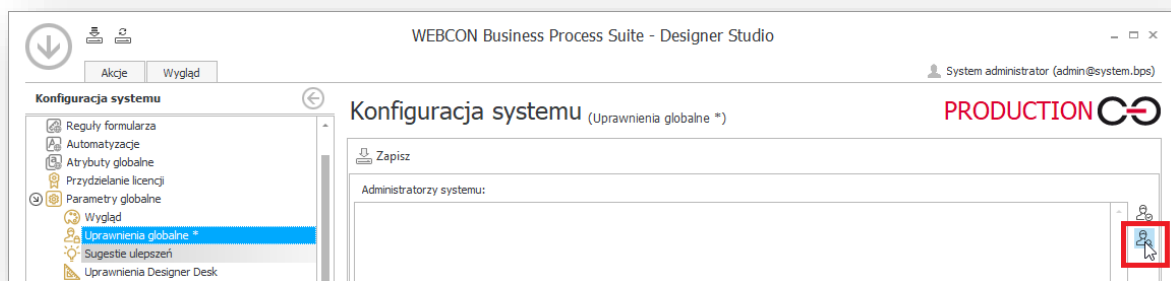 WEBCON Business Process Suite - Designer Studio
Akcje Wygląd
System administrator (admin@system.bps)
Konfiguracja systemu
Reguły formularza
Automatyzacje
Atrybuty globalne
Przydzielanie licencji
Parametry globalne
Wygląd
Uprawnienia globalne *
Sugestie ulepszeń
Uprawnienia Designer Desk
Konfiguracja systemu (Uprawnienia globalne *)
PRODUCTION
Zapisz
Administratorzy systemu: